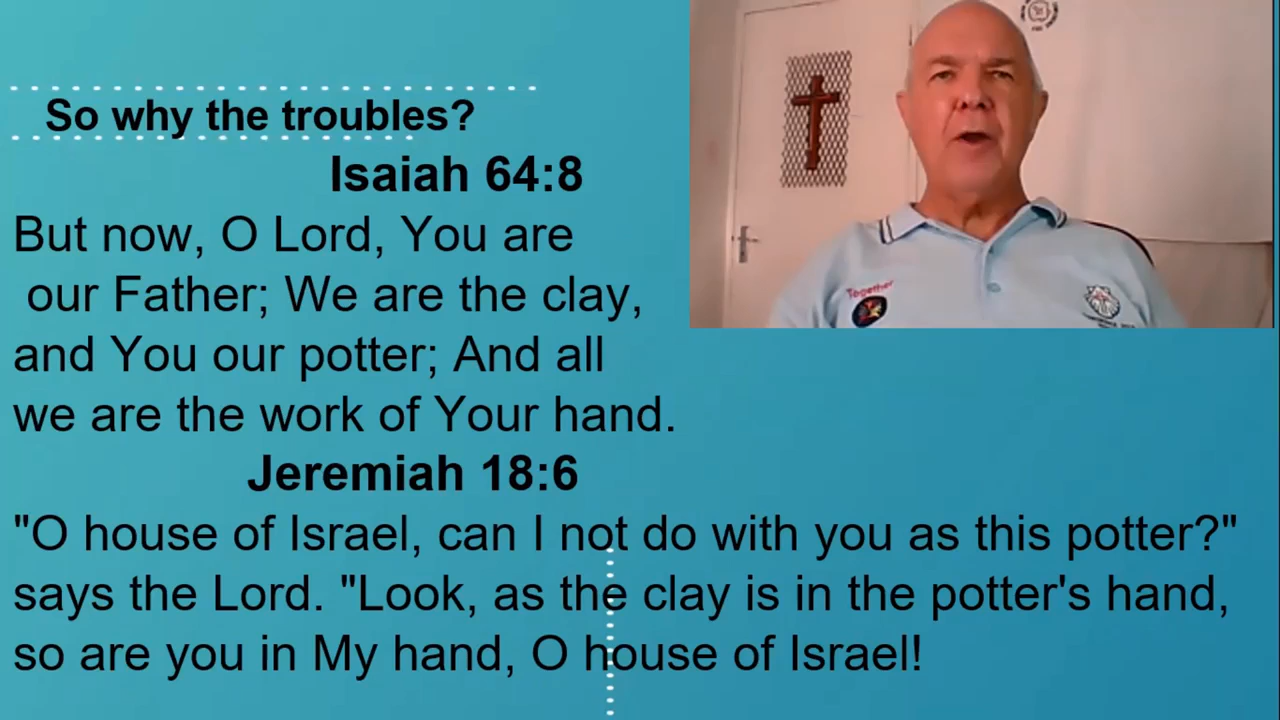 So why the troubles?
Isaiah 64:8
But now, O Lord, You are
our Father; We are the clay,
and You our potter; And all
we are the work of Your hand.
Jeremiah 18:6
"O house of Israel, can I not do with you as this potter?"
says the Lord. "Look, as the clay is in the potter's hand,
so are you in My hand, O house of Israel!
Together